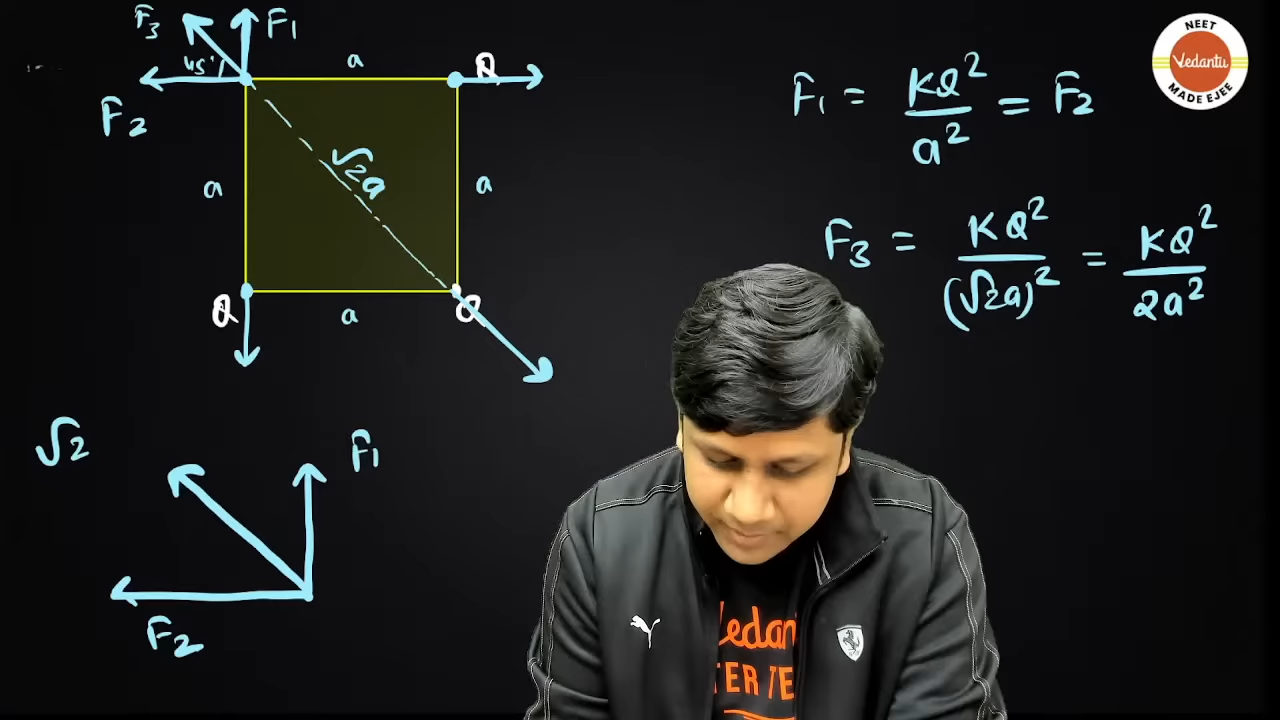 F₃ F₁
45°
a
Q
F₂
√2a
a
a
Q
a
Q
√2
F₁
F₂
F₁ = KQ²/a² = F₂
F₃ = KQ²/(√2a)² = KQ²/2a²
NEET
Vedantu
MADE EJEE
Vedan
TER TE